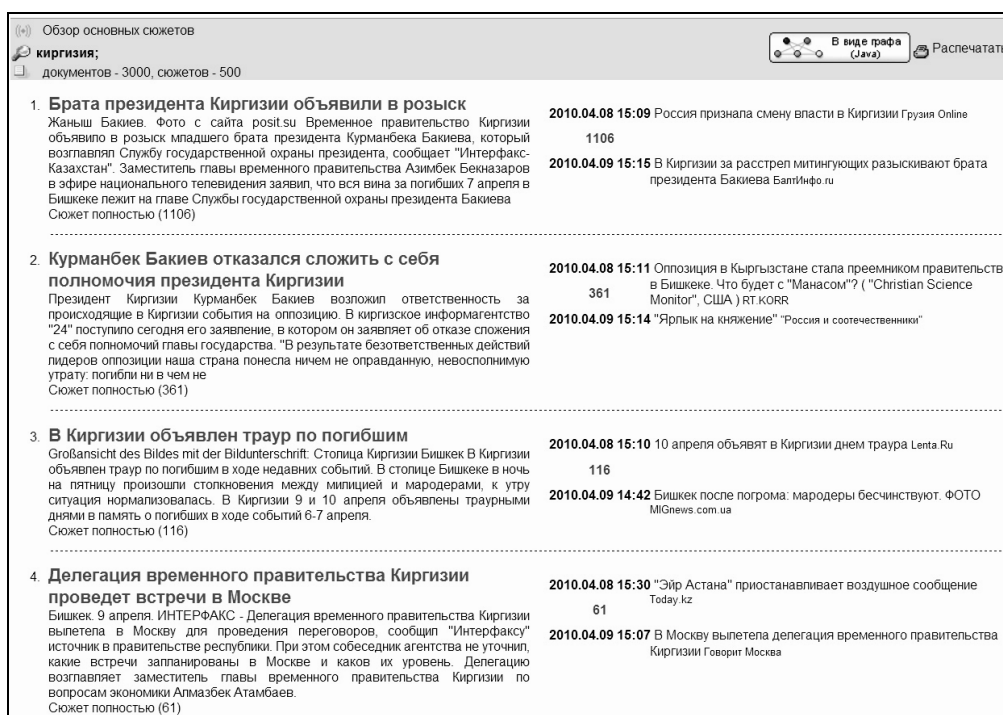 Обзор основных сюжетов
киргизия;
документов - 3000, сюжетов - 500
В виде графа
(Java)
Распечатать
1. Брата президента Киргизии объявили в розыск
Жаныш Бакиев. Фото с сайта posit.su Временное правительство Киргизии
объявило в розыск младшего брата президента Курманбека Бакиева, который
возглавлял Службу государственной охраны президента, сообщает "Интерфакс-
Казахстан". Заместитель главы временного правительства Азимбек Бекназаров
в эфире национального телевидения заявил, что вся вина за погибших 7 апреля в
Бишкеке лежит на главе Службы государственной охраны президента Бакиева
Сюжет полностью (1106)
2010.04.08 15:09 Россия признала смену власти в Киргизии Грузия Online
1106
2010.04.09 15:15 В Киргизии за расстрел митингующих разыскивают брата
президента Бакиева БалтИнфо.ru
2. Курманбек Бакиев отказался сложить с себя
полномочия президента Киргизии
Президент Киргизии Курманбек Бакиев возложил ответственность за
происходящие в Киргизии события на оппозицию. В киргизское информагентство
"24" поступило сегодня его заявление, в котором он заявляет об отказе сложения
с себя полномочий главы государства. "В результате безответственных действий
лидеров оппозиции наша страна понесла ничем не оправданную, невосполнимую
утрату: погибли ни в чем не
Сюжет полностью (361)
2010.04.08 15:11 Оппозиция в Кыргызстане стала преемником правительств
в Бишкеке. Что будет с "Манасом"? ( "Christian Science
Monitor", США ) RT.KORR
361
2010.04.09 15:14 "Ярлык на княжение" "Россия и соотечественники"
3. В Киргизии объявлен траур по погибшим
Großansicht des Bildes mit der Bildunterschrift: Столица Киргизии Бишкек В Киргизии
объявлен траур по погибшим в ходе недавних событий. В столице Бишкеке в ночь
на пятницу произошли столкновения между милицией и мародерами, к утру
ситуация нормализовалась. В Киргизии 9 и 10 апреля объявлены траурными
днями в память о погибших в ходе событий 6-7 апреля.
Сюжет полностью (116)
2010.04.08 15:10 10 апреля объявят в Киргизии днем траура Lenta.Ru
116
2010.04.09 14:42 Бишкек после погрома: мародеры бесчинствуют. ФОТО
MIGnews.com.ua
4. Делегация временного правительства Киргизии
проведет встречи в Москве
Бишкек. 9 апреля. ИНТЕРФАКС - Делегация временного правительства Киргизии
вылетела в Москву для проведения переговоров, сообщил "Интерфаксу"
источник в правительстве республики. При этом собеседник агентства не уточнил,
какие встречи запланированы в Москве и каков их уровень. Делегацию
возглавляет заместитель главы временного правительства Киргизии по
вопросам экономики Алмазбек Атамбаев.
Сюжет полностью (61)
2010.04.08 15:30 "Эйр Астана" приостанавливает воздушное сообщение
Today.kz
61
2010.04.09 15:07 В Москву вылетела делегация временного правительства
Киргизии Говорит Москва